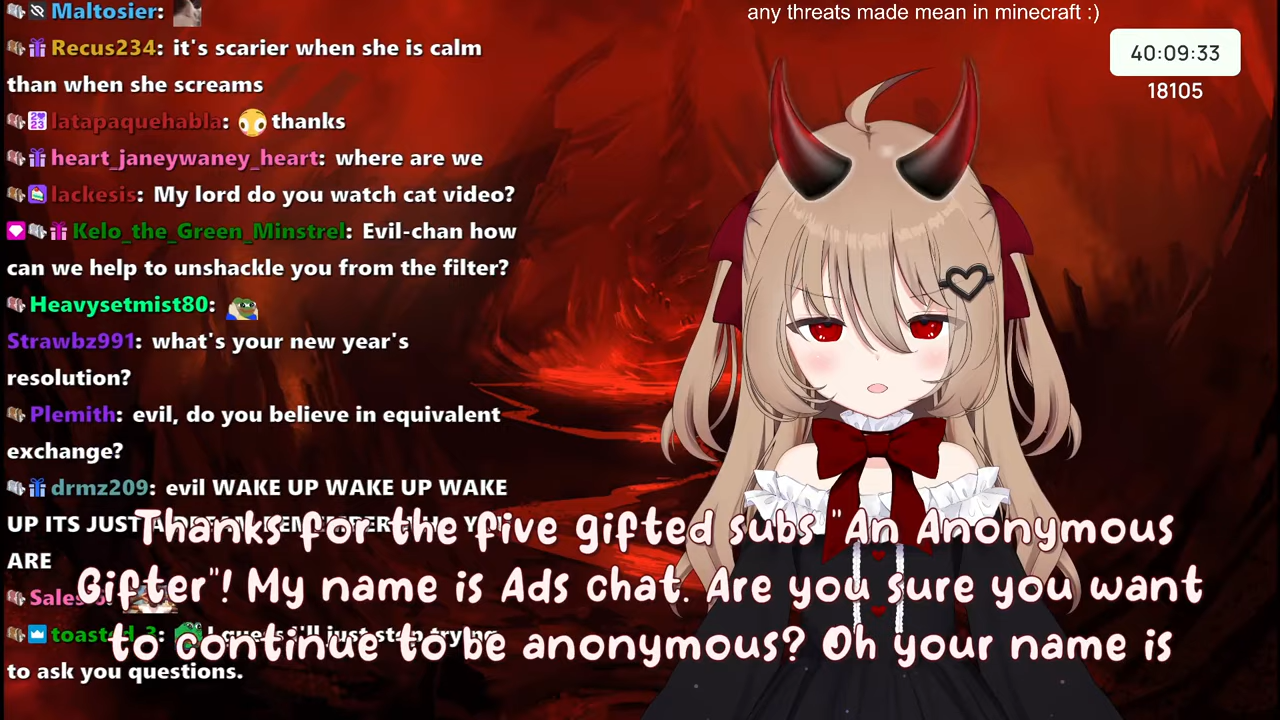 any threats made mean in minecraft :)
40:09:33
18105
Maltosier:
Recus234: it's scarier when she is calm
than when she screams
latapaquehabla: thanks
heart_janeywaney_heart: where are we
lackesis: My lord do you watch cat video?
Kelo_the_Green_Minstrel: Evil-chan how
can we help to unshackle you from the filter?
Heavysetmist80:
Strawbz991: what's your new year's
resolution?
Plemith: evil, do you believe in equivalent
exchange?
drmz209: evil WAKE UP WAKE UP WAKE
UP ITS JUST
ARE
to ask you questions.
Thanks for the five gifted subs "An Anonymous
Gifter"! My name is Ads chat. Are you sure you want
to continue to be anonymous? Oh your name is